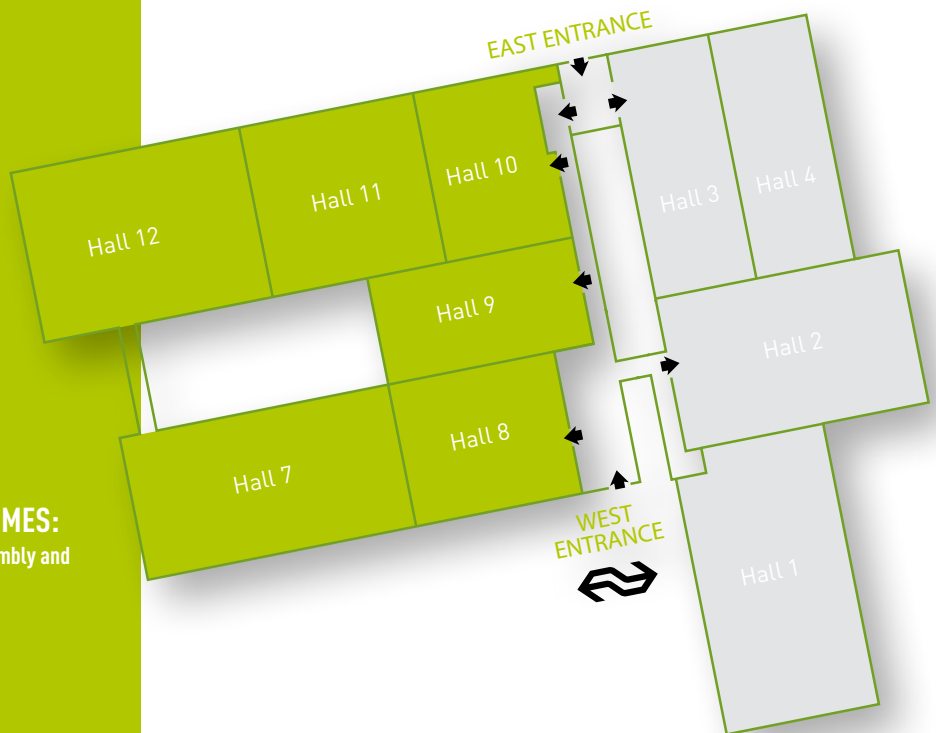 EAST ENTRANCE
Hall 12
Hall 11
Hall 10
Hall 3
Hall 4
Hall 9
Hall 2
Hall 7
Hall 8
MES:
mbly and
WEST
ENTRANCE
Hall 1